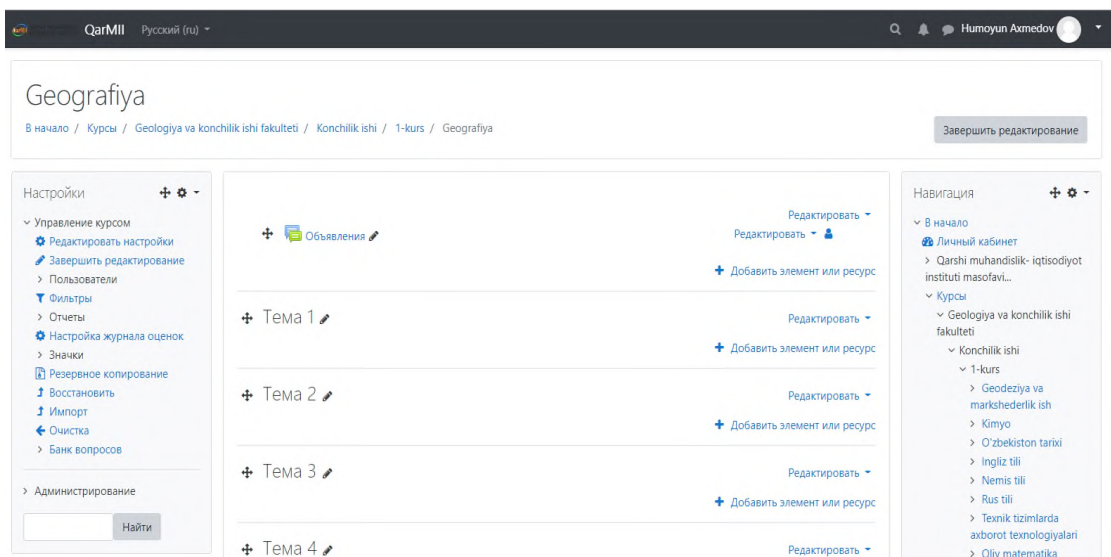 QarMII Русский (ru)
Humoyun Axmedov
Geografiya
В начало / Курсы / Geologiya va konchilik ishi fakulteti / Konchilik ishi / 1-kurs / Geografiya
Завершить редактирование
Настройки
Управление курсом
Редактировать настройки
Завершить редактирование
Пользователи
Фильтры
Отчеты
Настройка журнала оценок
Значки
Резервное копирование
Восстановить
Импорт
Очистка
Банк вопросов
Администрирование
Найти
Редактировать
Объявления
Редактировать
Добавить элемент или ресурс
Тема 1
Редактировать
Добавить элемент или ресурс
Тема 2
Редактировать
Добавить элемент или ресурс
Тема 3
Редактировать
Добавить элемент или ресурс
Тема 4
Редактировать
Навигация
В начало
Личный кабинет
Qarshi muhandislik- iqtisodiyot
instituti masofavi...
Курсы
Geologiya va konchilik ishi
fakulteti
Konchilik ishi
1-kurs
Geodeziya va
markshederlik ish
Kimyo
O'zbekiston tarixi
Ingliz tili
Nemis tili
Rus tili
Texnik tizimlarda
axborot texnologiyalari
Oliy matematika